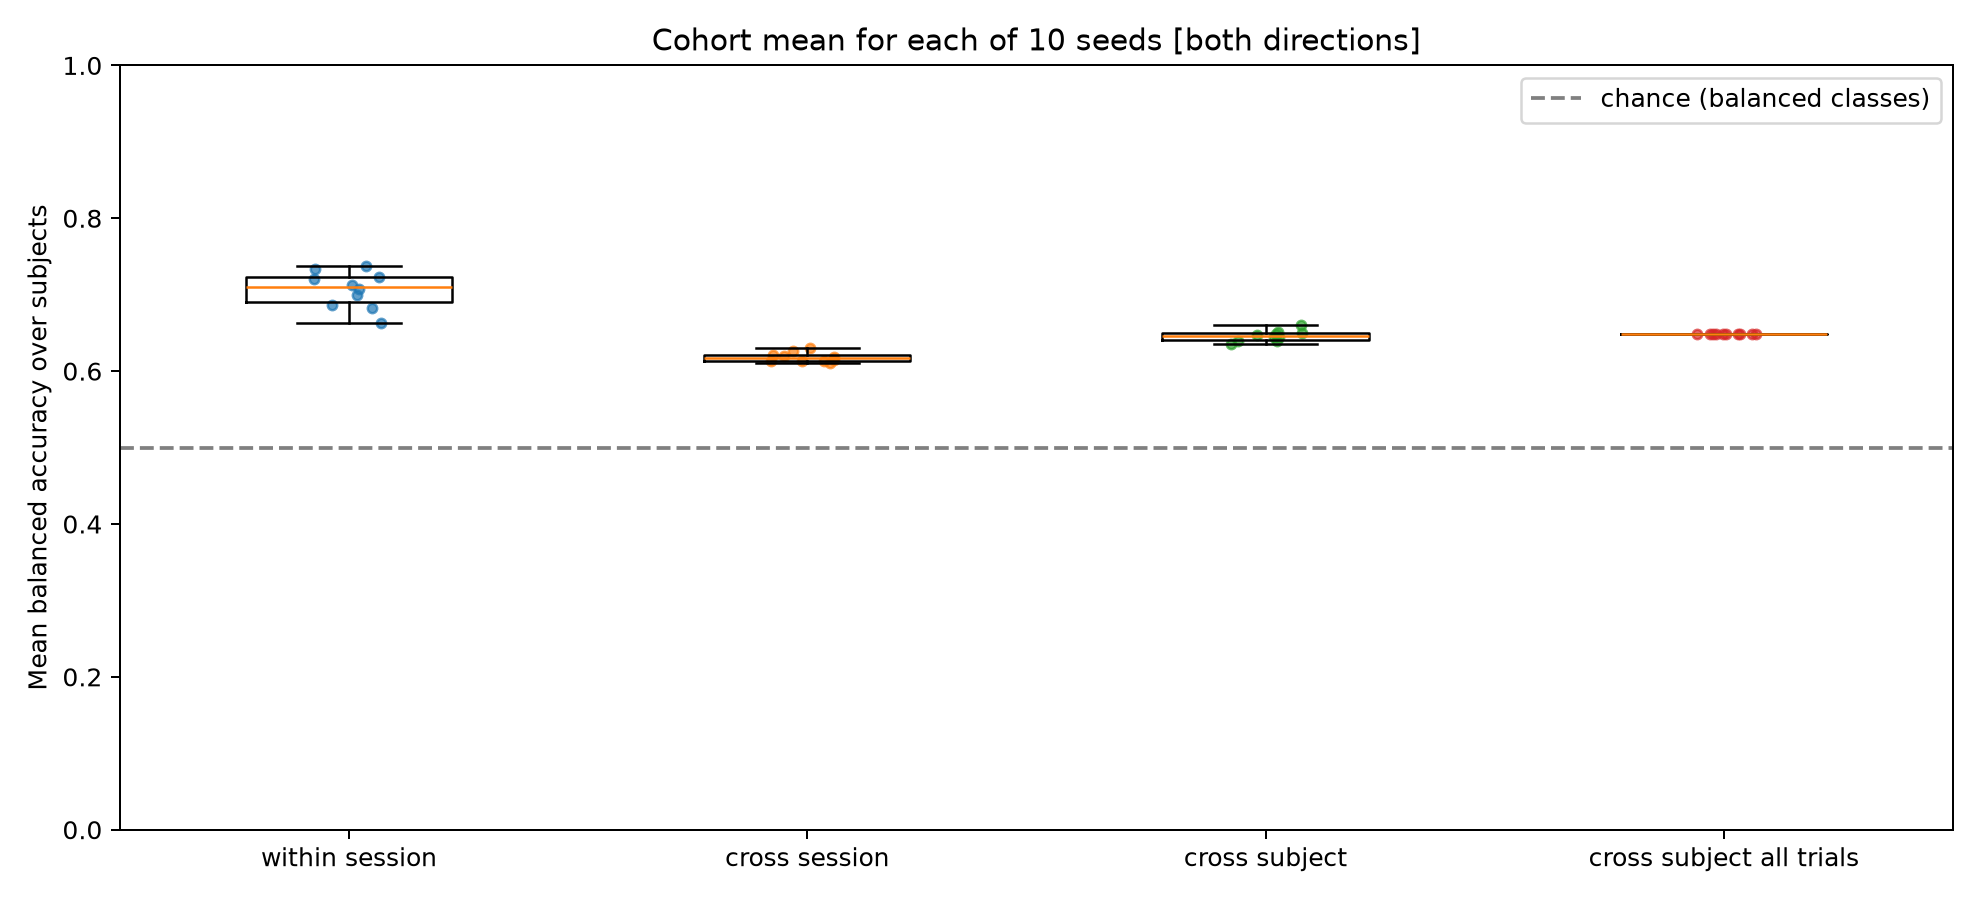 Cohort mean for each of 10 seeds [both directions]
chance (balanced classes)
Mean balanced accuracy over subjects
1.0
0.8
0.6
0.4
0.2
0.0
within session
cross session
cross subject
cross subject all trials